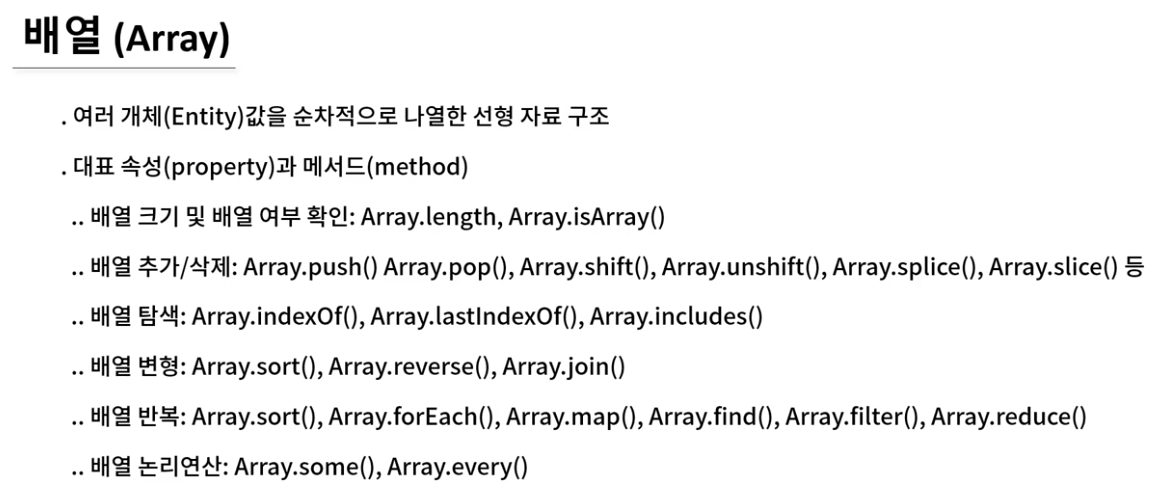 배열 (Array)
. 여러 개체(Entity)값을 순차적으로 나열한 선형 자료 구조
. 대표 속성(property)과 메서드(method)
.. 배열 크기 및 배열 여부 확인: Array.length, Array.isArray()
.. 배열 추가/삭제: Array.push() Array.pop(), Array.shift(), Array.unshift(), Array.splice(), Array.slice() 등
.. 배열 탐색: Array.indexOf(), Array.lastIndexOf(), Array.includes()
.. 배열 변형: Array.sort(), Array.reverse(), Array.join()
.. 배열 반복: Array.sort(), Array.forEach(), Array.map(), Array.find(), Array.filter(), Array.reduce()
.. 배열 논리연산: Array.some(), Array.every()